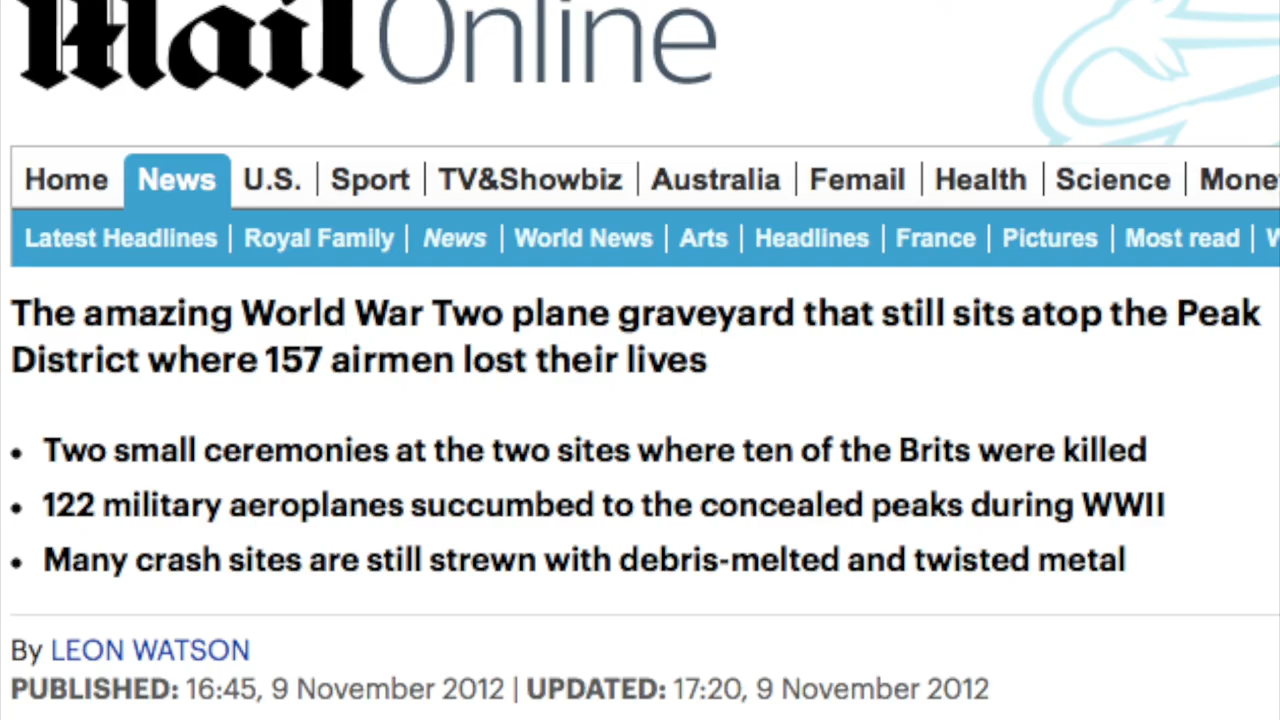 Mail Online
Home News U.S. Sport TV&Showbiz Australia Femail Health Science
Latest Headlines Royal Family News World News Arts Headlines France Pictures Most read
The amazing World War Two plane graveyard that still sits atop the Peak
District where 157 airmen lost their lives
• Two small ceremonies at the two sites where ten of the Brits were killed
• 122 military aeroplanes succumbed to the concealed peaks during WWII
• Many crash sites are still strewn with debris-melted and twisted metal
By LEON WATSON
PUBLISHED: 16:45, 9 November 2012 | UPDATED: 17:20, 9 November 2012